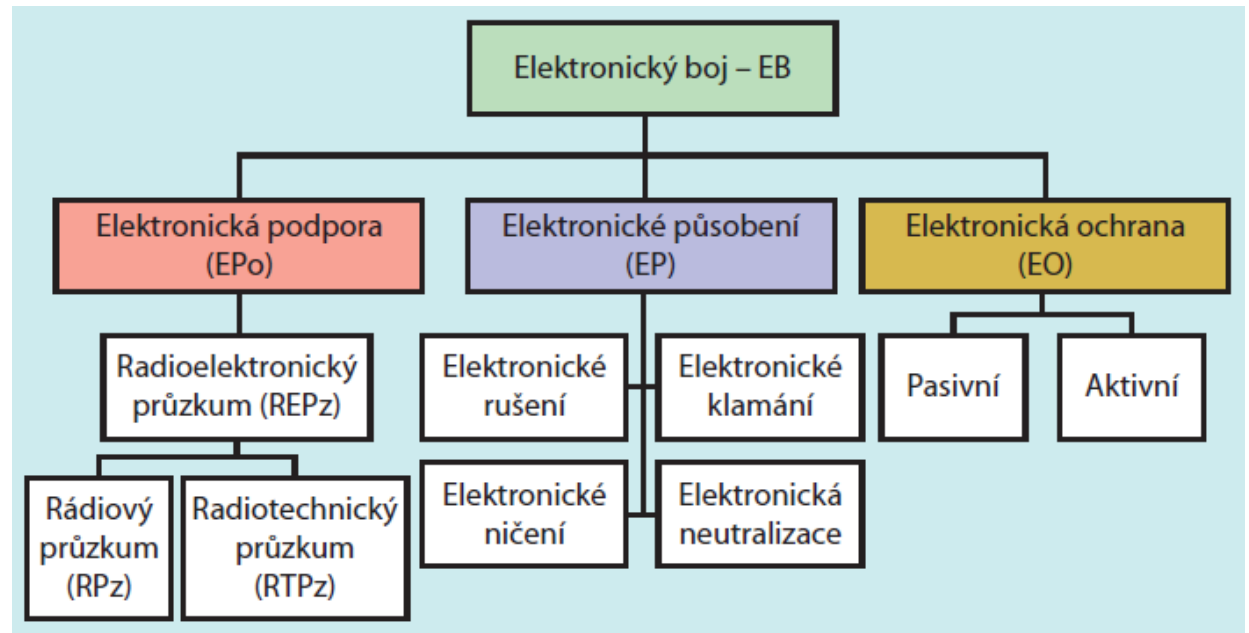 Elektronický boj – EB
Elektronická podpora
(EPo)
Elektronické působení
(EP)
Elektronická ochrana
(EO)
Radioelektronický
průzkum (REPz)
Elektronické
rušení
Elektronické
klamání
Pasivní
Aktivní
Rádiový
průzkum
(RPz)
Radiotechnický
průzkum
(RTPz)
Elektronické
ničení
Elektronická
neutralizace